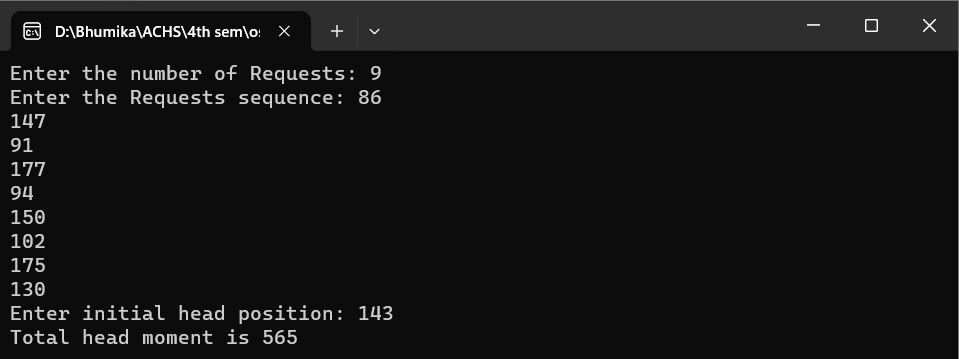 D:\Bhumika\ACHS\4th sem\os
Enter the number of Requests: 9
Enter the Requests sequence: 86
147
91
177
94
150
102
175
130
Enter initial head position: 143
Total head moment is 565